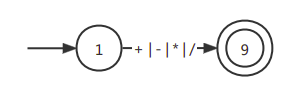 1 + | - | * | / 9